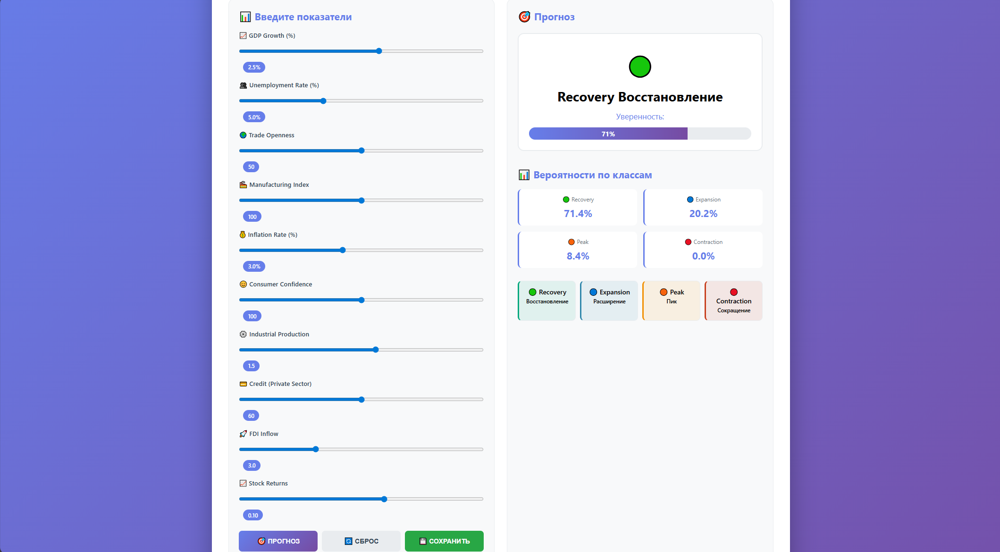 Введите показатели
GDP Growth (%)
2.5%
Unemployment Rate (%)
5.0%
Trade Openness
50
Manufacturing Index
100
Inflation Rate (%)
3.0%
Consumer Confidence
100
Industrial Production
1.5
Credit (Private Sector)
60
FDI Inflow
3.0
Stock Returns
0.10
ПРОГНОЗ
СБРОС
СОХРАНИТЬ
Прогноз
Recovery Восстановление
Уверенность:
71%
Вероятности по классам
Recovery
71.4%
Expansion
20.2%
Peak
8.4%
Contraction
0.0%
Recovery
Восстановление
Expansion
Расширение
Peak
Пик
Contraction
Сокращение